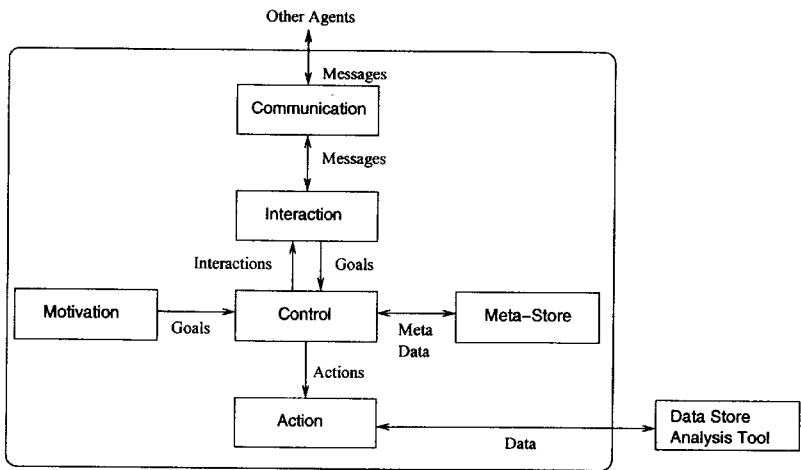 Other Agents
Messages
Communication
Messages
Interaction
Interactions
Goals
Motivation
Goals
Control
Meta
Data
Meta-Store
Actions
Action
Data
Data Store
Analysis Tool